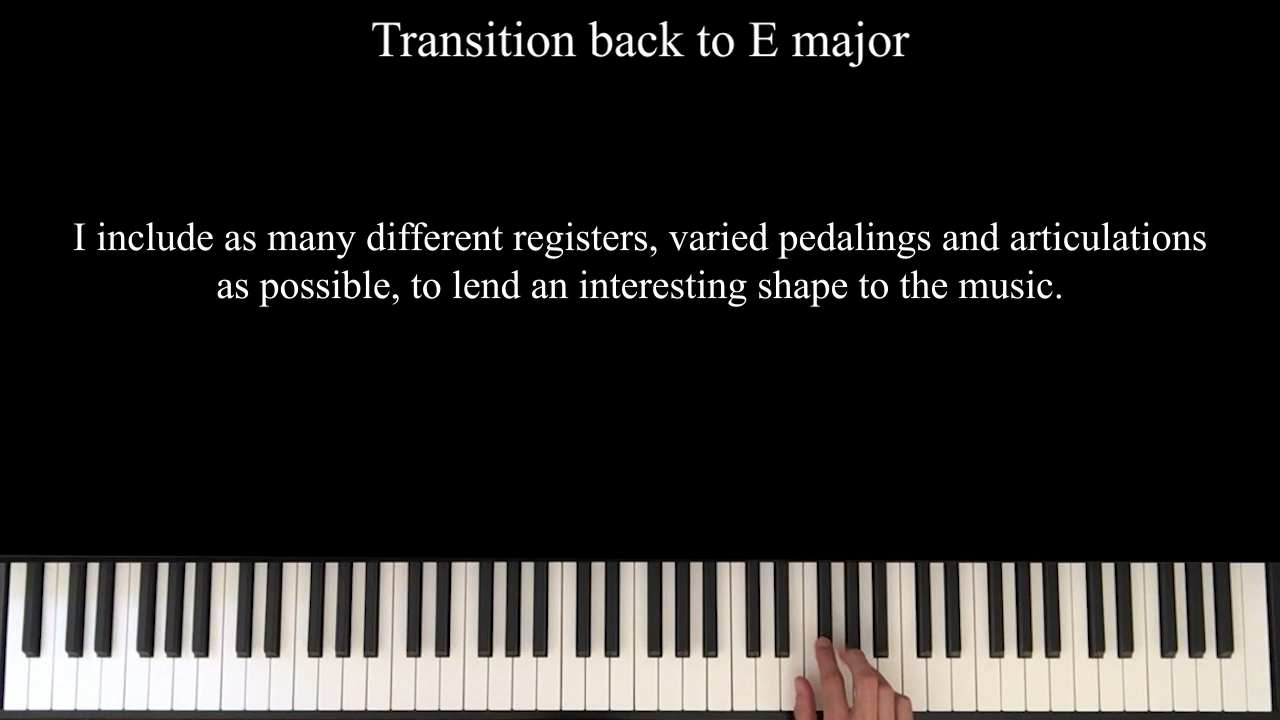 Transition back to E major
I include as many different registers, varied pedalings and articulations
as possible, to lend an interesting shape to the music.